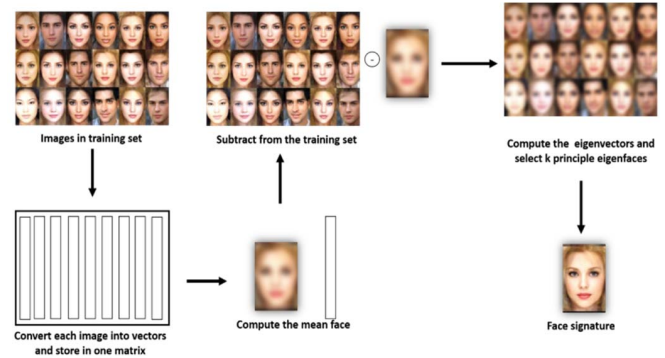 Images in training set
Subtract from the training set
-
Compute the eigenvectors and
select k principle eigenfaces
Convert each image into vectors
and store in one matrix
Compute the mean face
Face signature